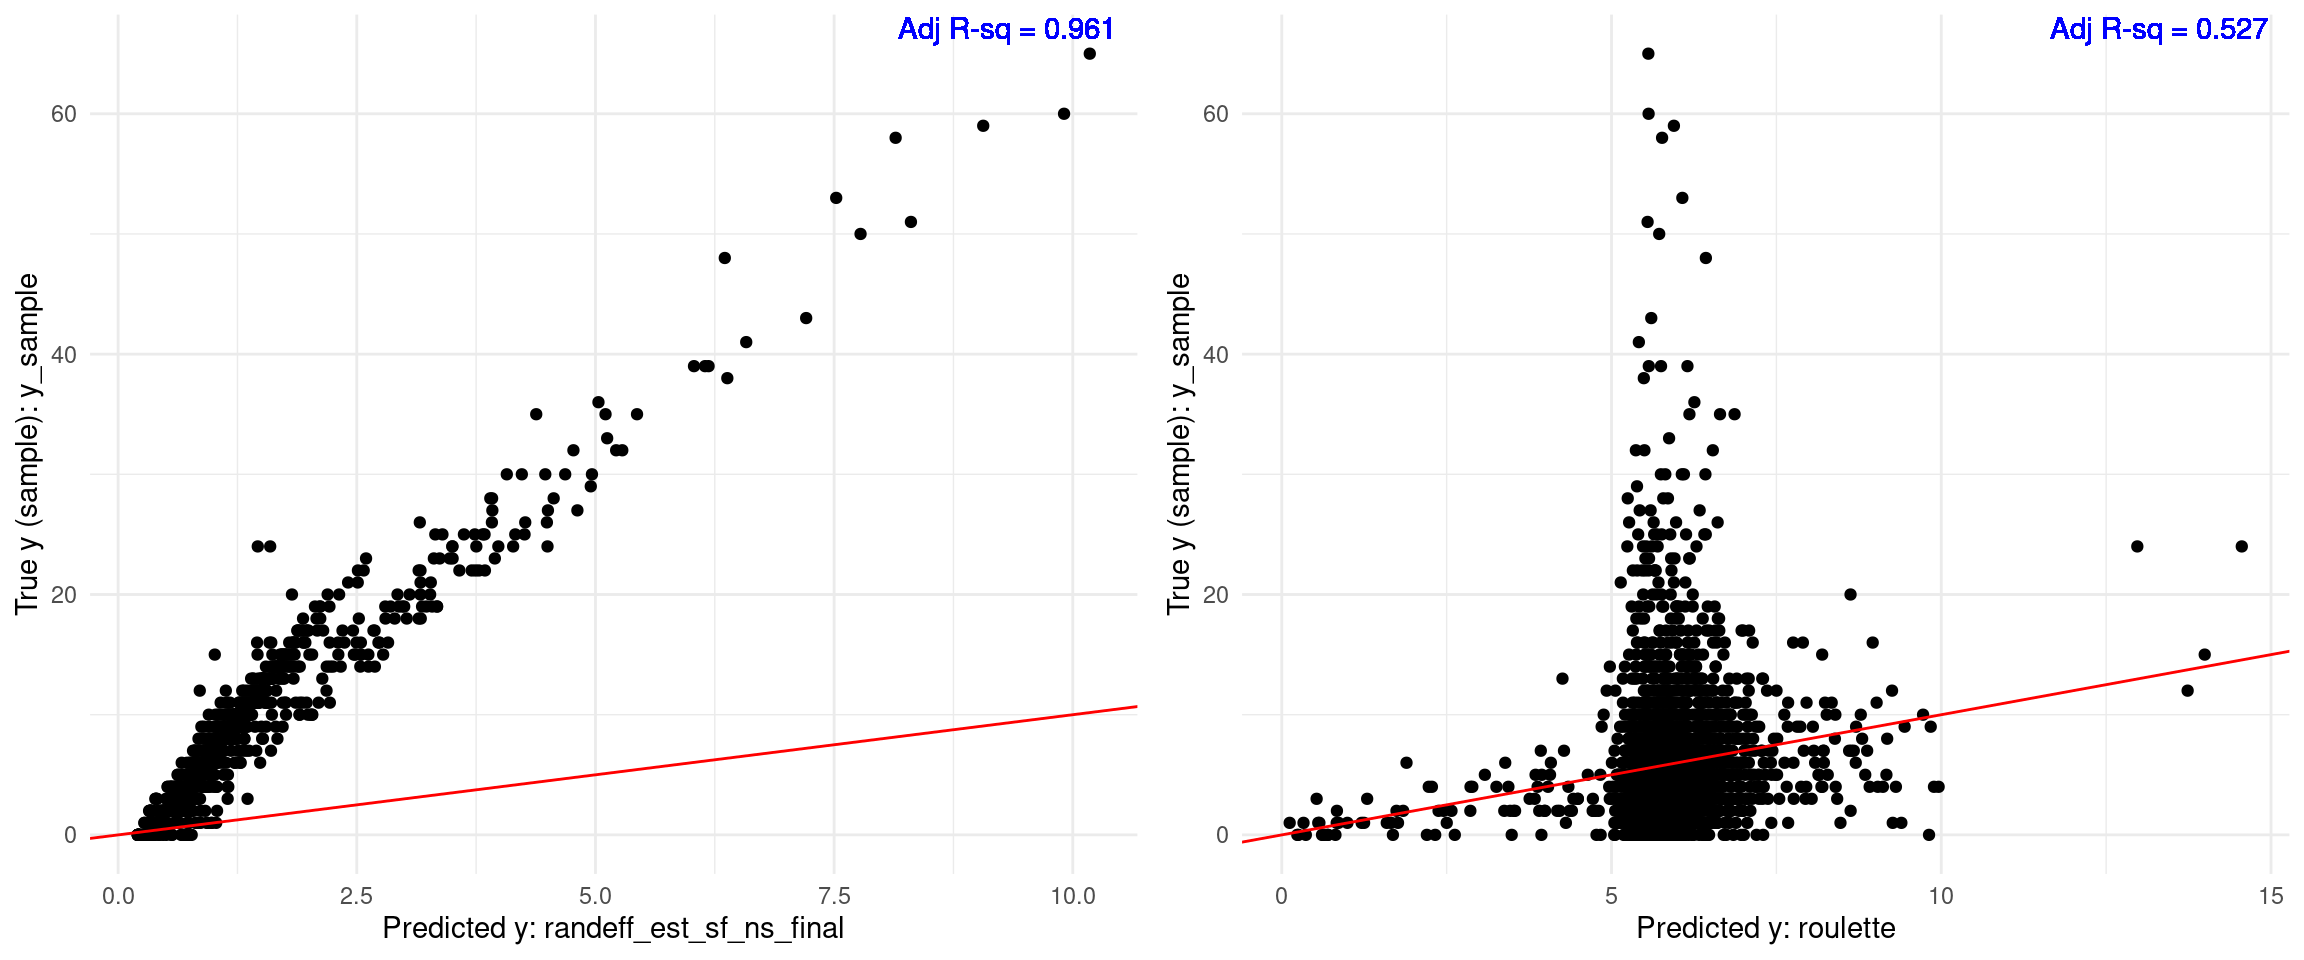 Adj R-sq = 0.961
60
40
20
0
True y (sample): y_sample
0.0 2.5 5.0 7.5 10.0
Predicted y: randeff_est_sf_ns_final
Adj R-sq = 0.527
60
40
20
0
True y (sample): y_sample
0 5 10 15
Predicted y: roulette